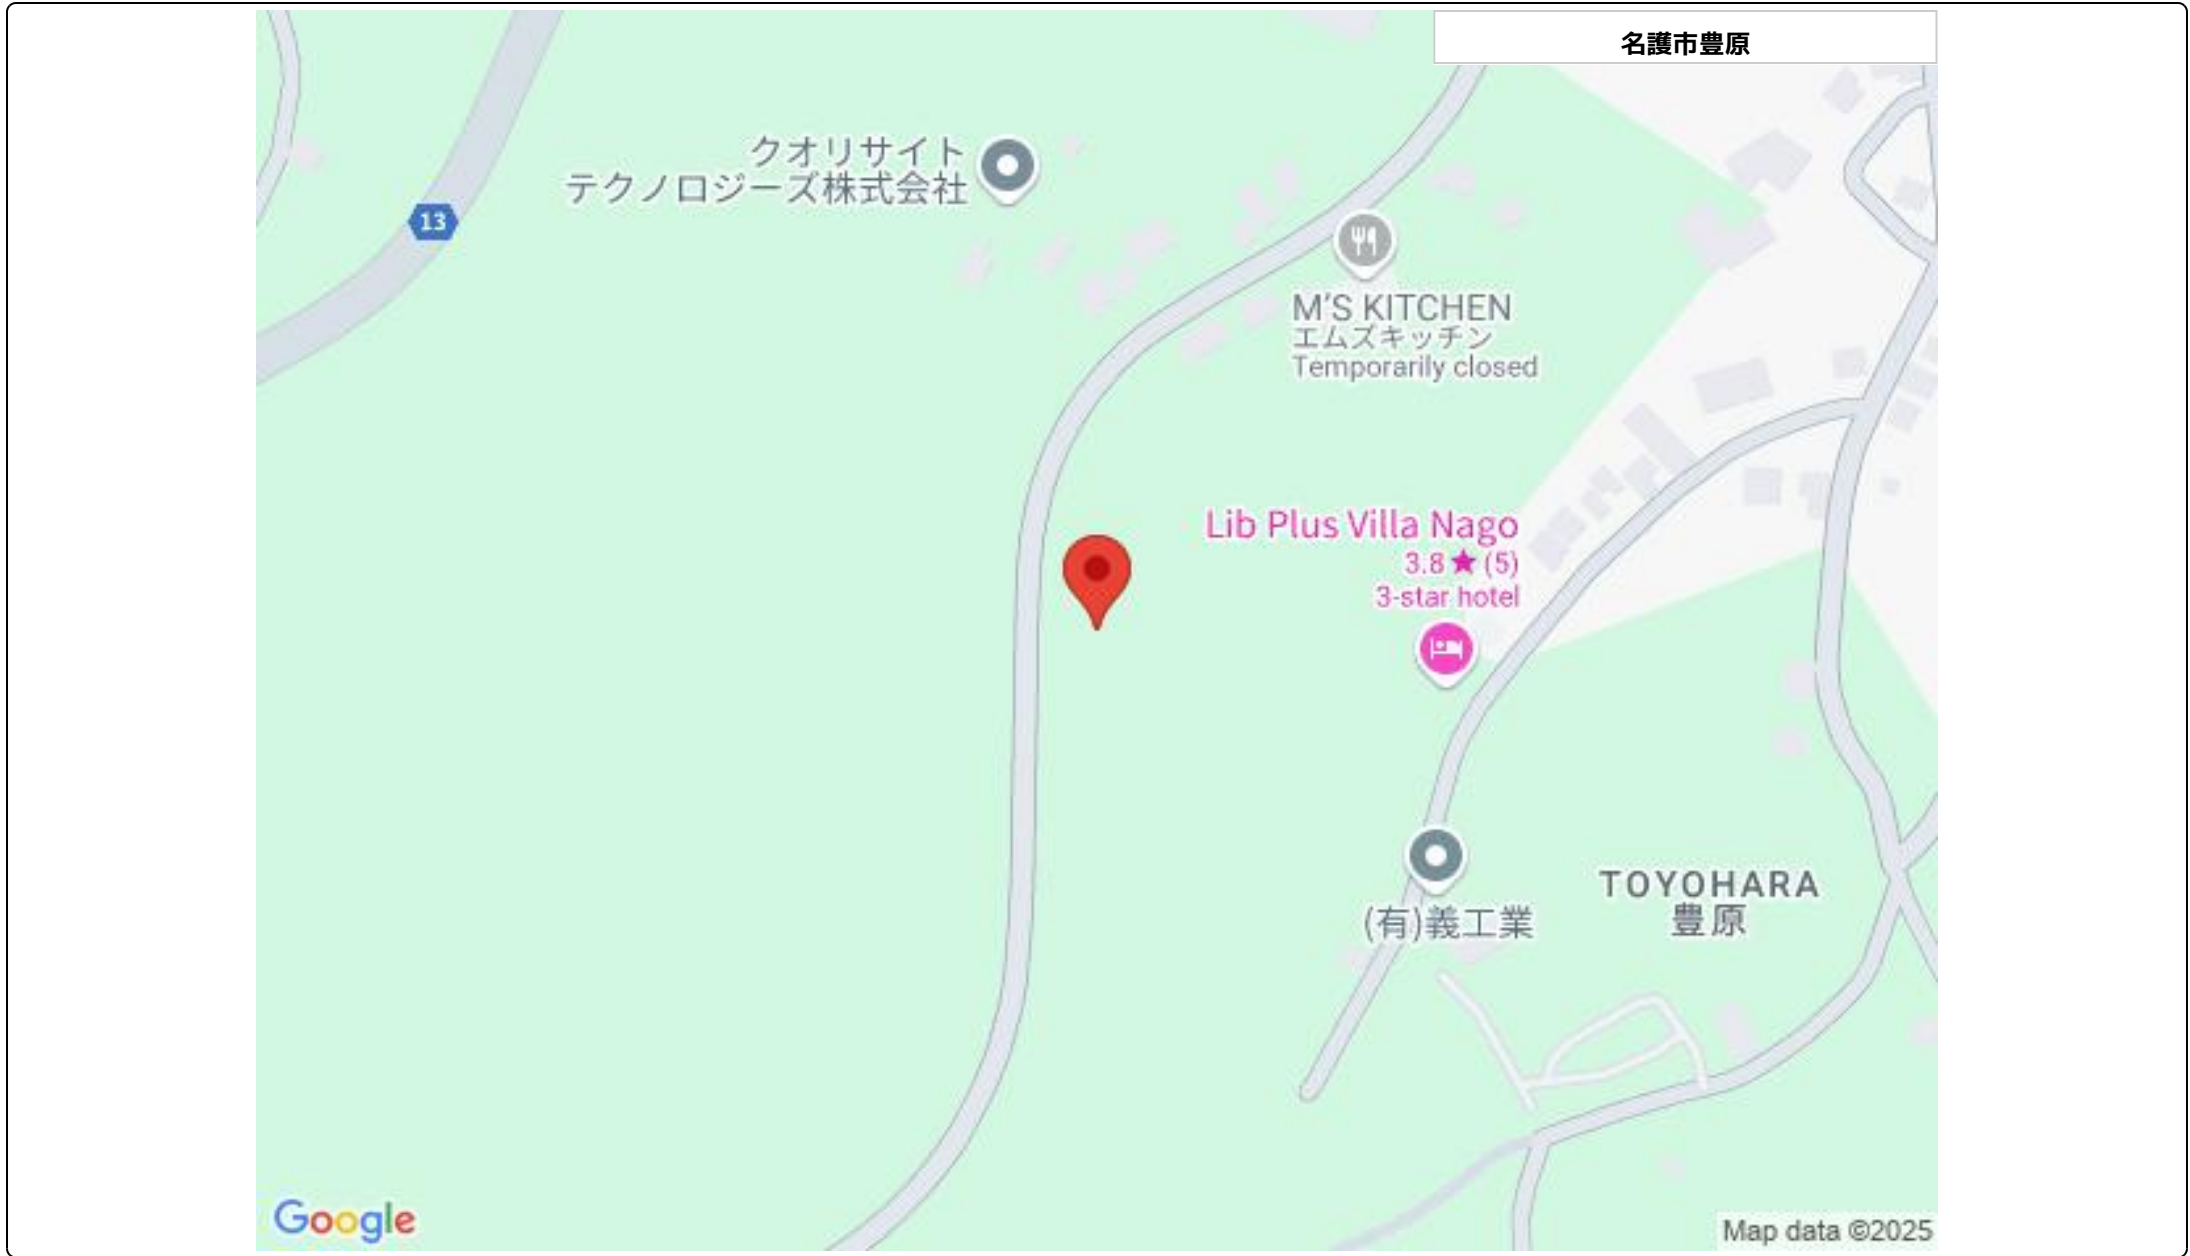 名護市豊原
クオリサイト
テクノロジーズ株式会社
13
M'S KITCHEN
エムズキッチン
Temporarily closed
Lib Plus Villa Nago
3.8 ★ (5)
3-star hotel
(有)義工業
TOYOHARA
豊原
Google
Map data ©2025